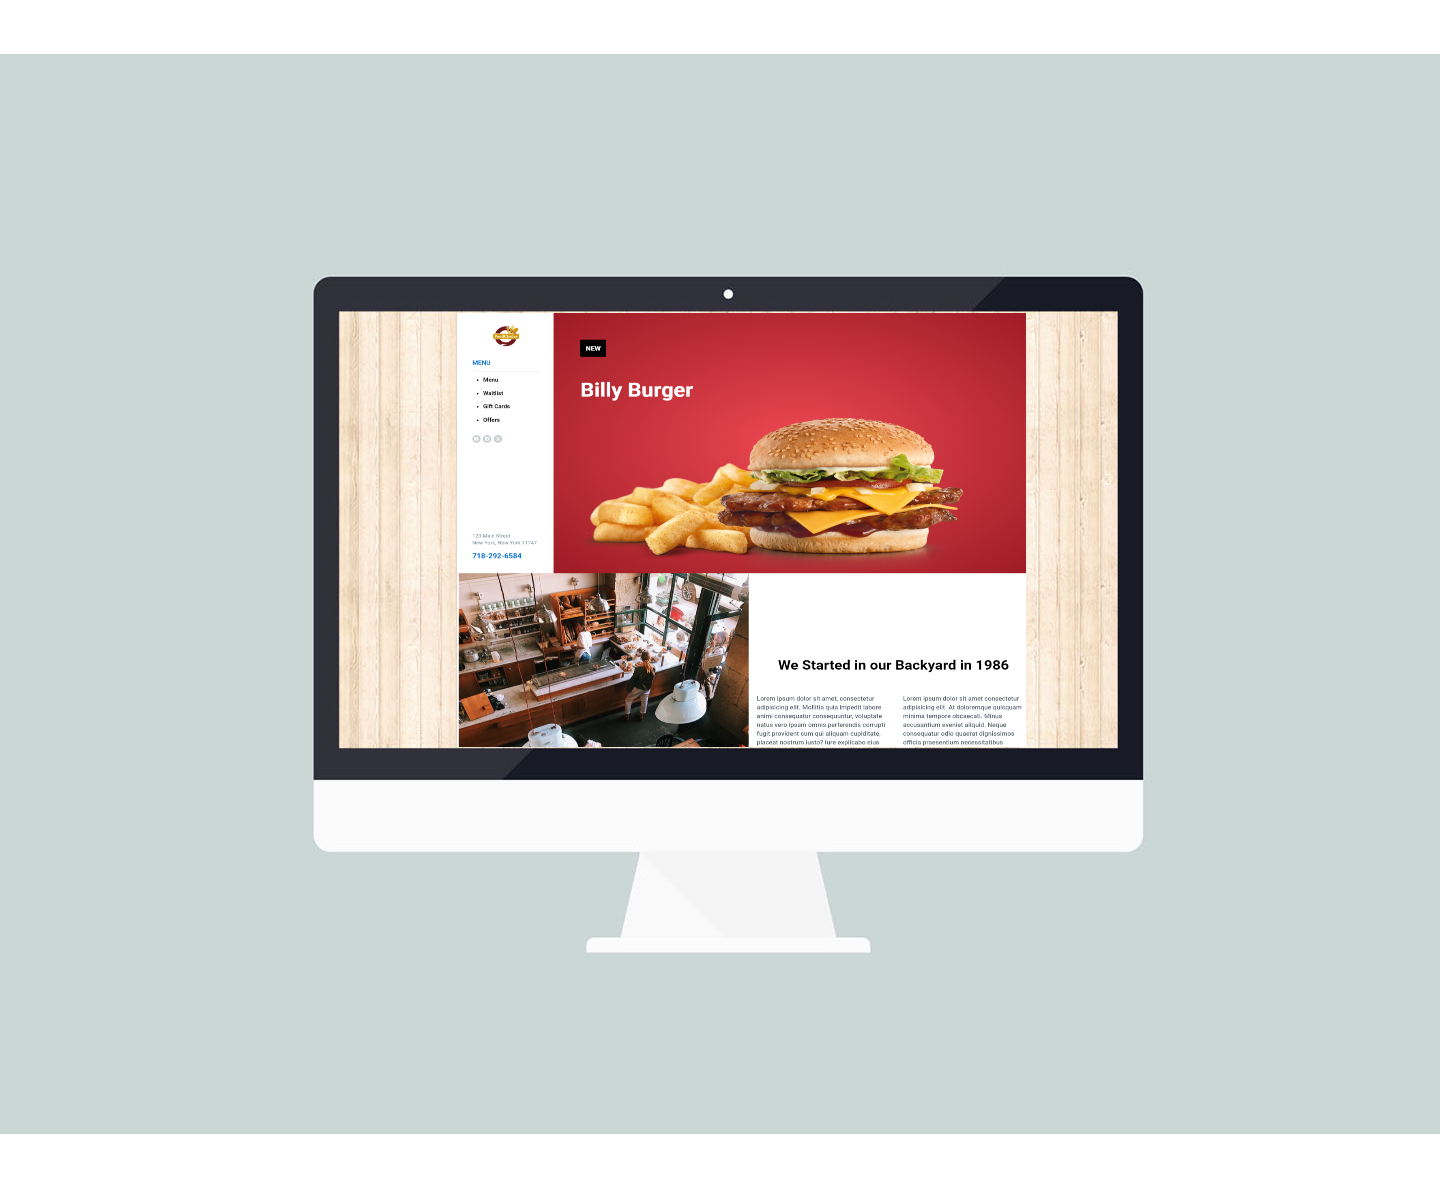 MENU
Menu
Waitlist
Gift Cards
Offers
123 Main Street
New York, New York 11747
718-292-6584
NEW
Billy Burger
We Started in our Backyard in 1986
Lorem ipsum dolor sit amet, consectetur
adipisicing elit. Mollitia quia impedit labore
animi consequatur consequuntur, voluptate
natus vero ipsam omnis perferendis corrupti
fugit provident cum qui aliquam cupiditate,
placeat nostrum iusto? Iure explicabo eius
Lorem ipsum dolor sit amet consectetur
adipisicing elit. At doloremque quisquam
minima tempore obcaecati. Minus
accusantium eveniet aliquid. Neque
consequatur odio quaerat dignissimos
officia praesentium necessitatibus